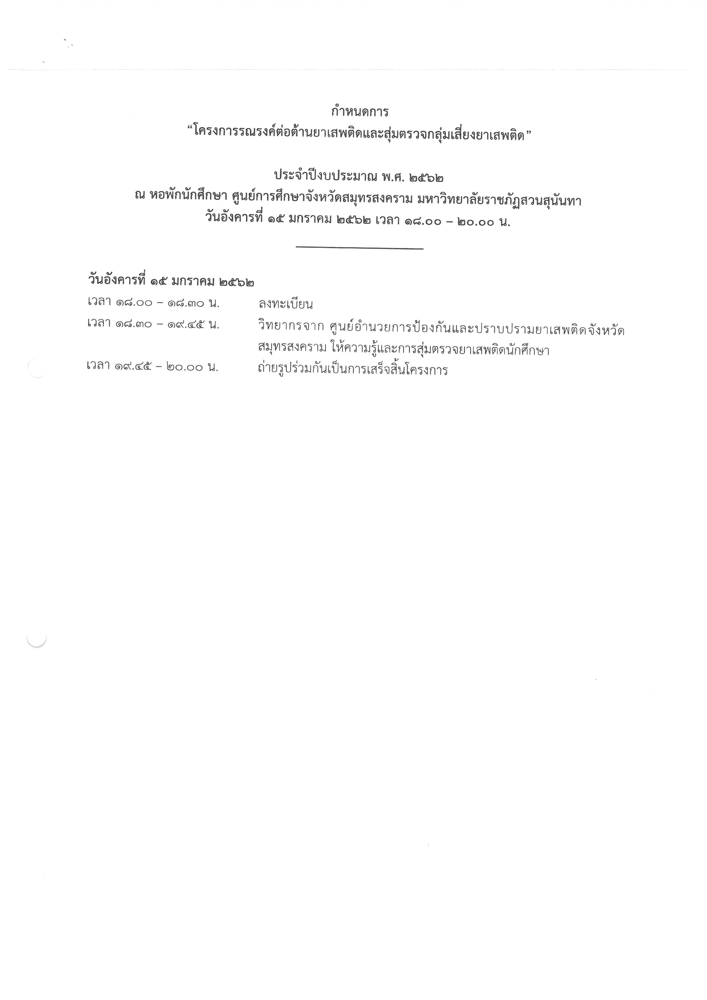 กำหนดการ
“โครงการรณรงค์ต่อต้านยาเสพติดและสุ่มตรวจกลุ่มเสี่ยงยาเสพติด”
ประจำปีงบประมาณ พ.ศ. ๒๕๖๒
ณ หอพักนักศึกษา ศูนย์การศึกษาจังหวัดสมุทรสงคราม มหาวิทยาลัยราชภัฏสวนสุนันทา
วันอังคารที่ ๑๕ มกราคม ๒๕๖๒ เวลา ๑๘.๐๐ – ๒๐.๐๐ น.
วันอังคารที่ ๑๕ มกราคม ๒๕๖๒
เวลา ๑๘.๐๐ – ๑๘.๓๐ น. ลงทะเบียน
เวลา ๑๘.๓๐ – ๑๙.๔๕ น. วิทยากรจาก ศูนย์อำนวยการป้องกันและปราบปรามยาเสพติดจังหวัด
สมุทรสงคราม ให้ความรู้และการสุ่มตรวจยาเสพติดนักศึกษา
เวลา ๑๙.๔๕ – ๒๐.๐๐ น. ถ่ายรูปร่วมกันเป็นการเสร็จสิ้นโครงการ